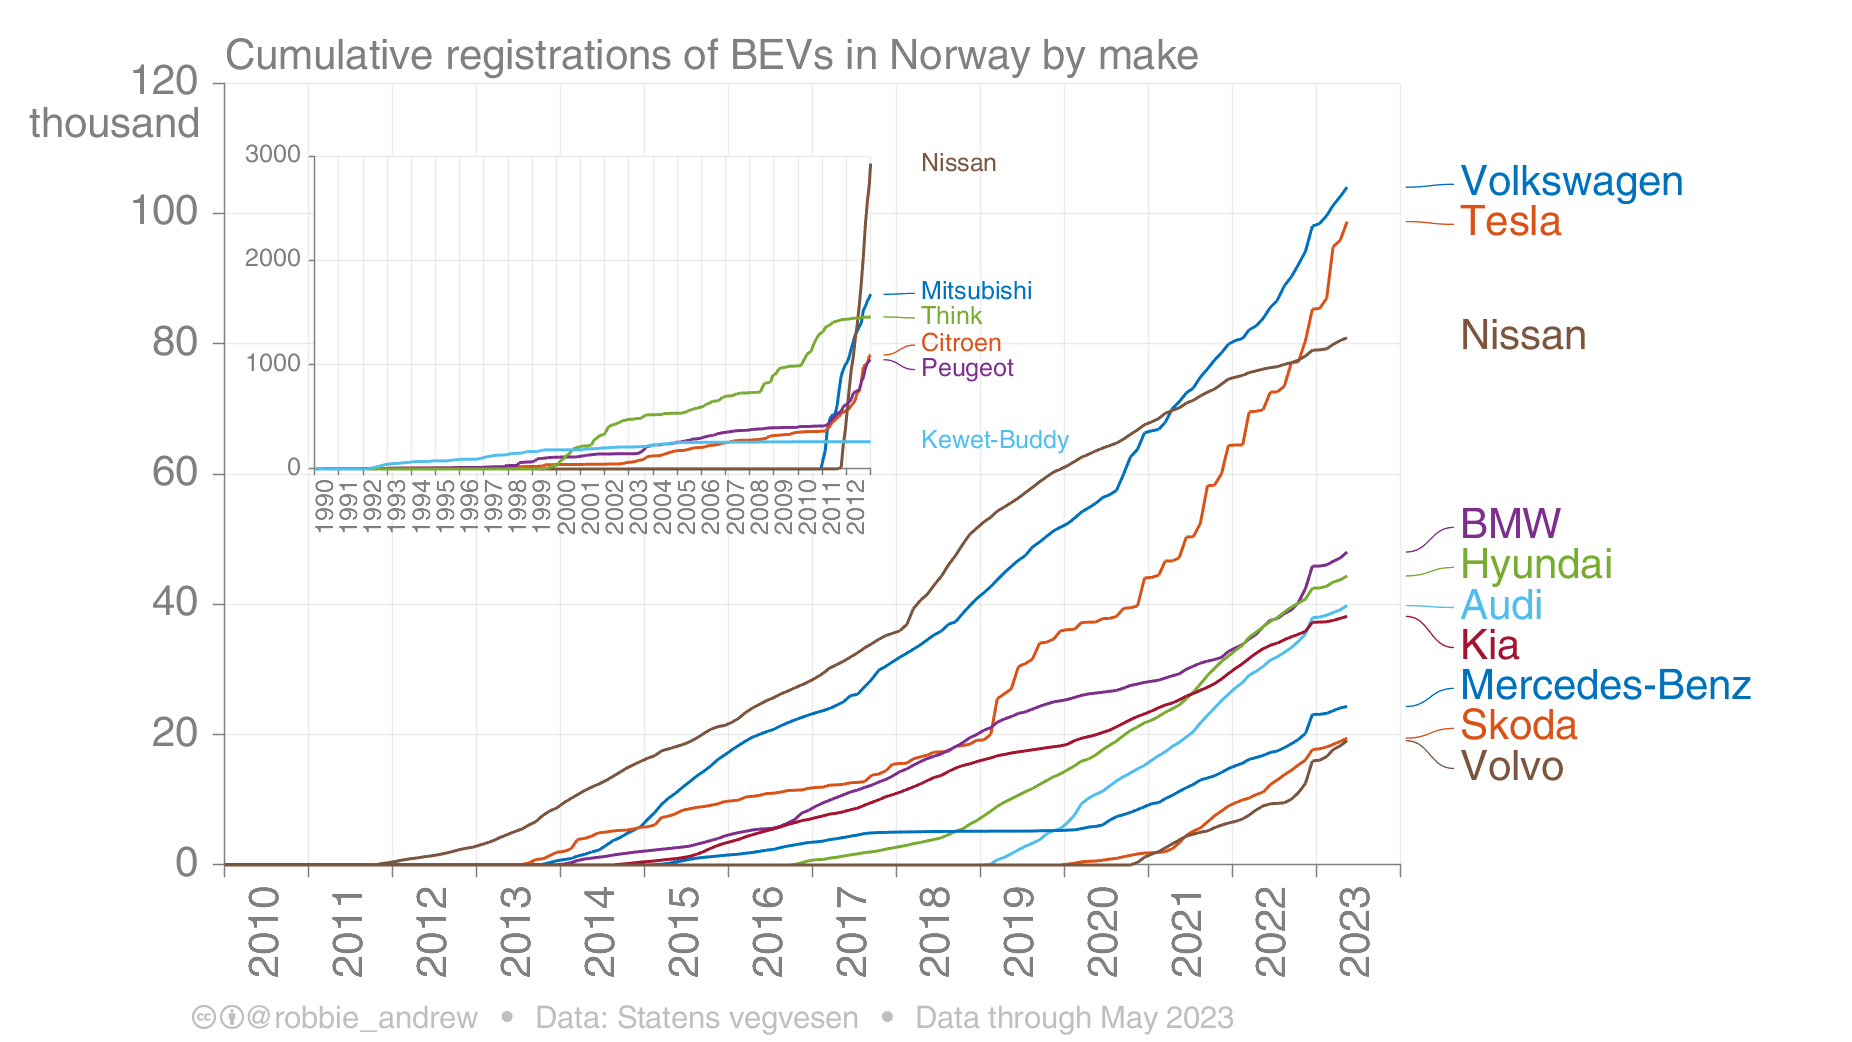 Cumulative registrations of BEVs in Norway by make
120
thousand
100
80
60
40
20
0
3000
2000
1000
0
Nissan
Mitsubishi
Think
Citroen
Peugeot
Kewet-Buddy
1990
1991
1992
1993
1994
1995
1996
1997
1998
1999
2000
2001
2002
2003
2004
2005
2006
2007
2008
2009
2010
2011
2012
Volkswagen
Tesla
Nissan
BMW
Hyundai
Audi
Kia
Mercedes-Benz
Skoda
Volvo
2010
2011
2012
2013
2014
2015
2016
2017
2018
2019
2020
2021
2022
2023
cc @robbie_andrew • Data: Statens vegvesen • Data through May 2023